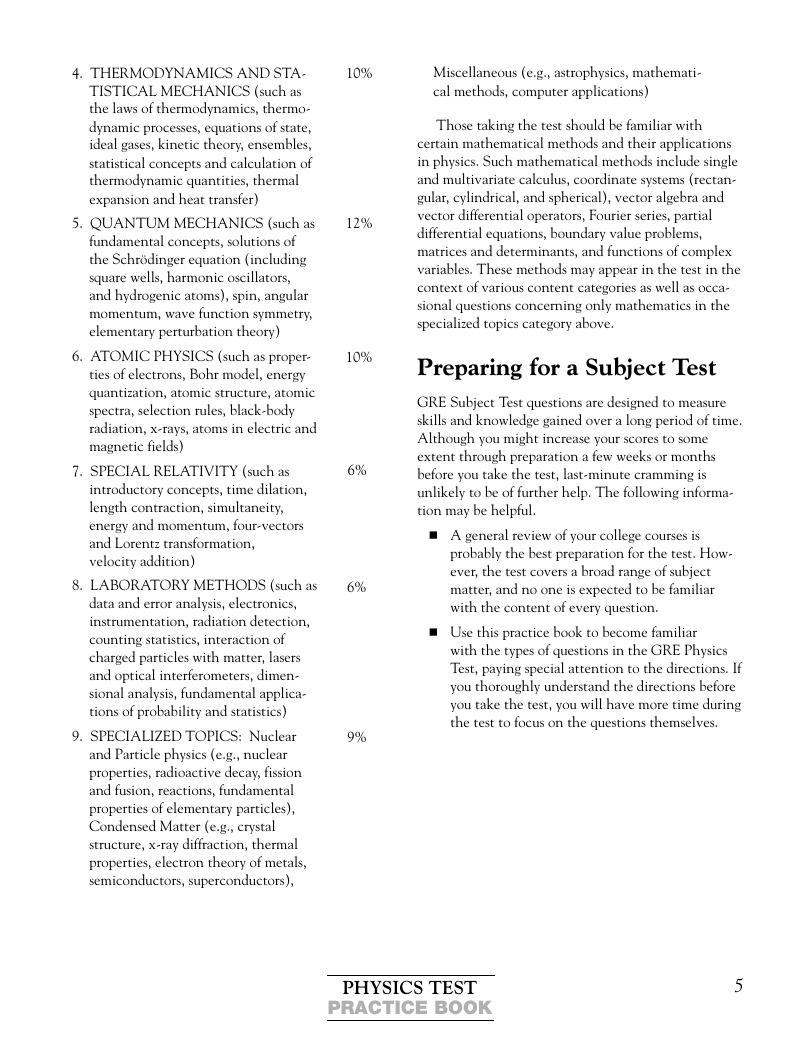 4. THERMODYNAMICS AND STA- 10%
TISTICAL MECHANICS (such as
the laws of thermodynamics, thermo-
dynamic processes, equations of state,
ideal gases, kinetic theory, ensembles,
statistical concepts and calculation of
thermodynamic quantities, thermal
expansion and heat transfer)
5. QUANTUM MECHANICS (such as 12%
fundamental concepts, solutions of
the Schrödinger equation (including
square wells, harmonic oscillators,
and hydrogenic atoms), spin, angular
momentum, wave function symmetry,
elementary perturbation theory)
6. ATOMIC PHYSICS (such as proper- 10%
ties of electrons, Bohr model, energy
quantization, atomic structure, atomic
spectra, selection rules, black-body
radiation, x-rays, atoms in electric and
magnetic fields)
7. SPECIAL RELATIVITY (such as 6%
introductory concepts, time dilation,
length contraction, simultaneity,
energy and momentum, four-vectors
and Lorentz transformation,
velocity addition)
8. LABORATORY METHODS (such as 6%
data and error analysis, electronics,
instrumentation, radiation detection,
counting statistics, interaction of
charged particles with matter, lasers
and optical interferometers, dimen-
sional analysis, fundamental applica-
tions of probability and statistics)
9. SPECIALIZED TOPICS: Nuclear 9%
and Particle physics (e.g., nuclear
properties, radioactive decay, fission
and fusion, reactions, fundamental
properties of elementary particles),
Condensed Matter (e.g., crystal
structure, x-ray diffraction, thermal
properties, electron theory of metals,
semiconductors, superconductors),
Miscellaneous (e.g., astrophysics, mathemati-
cal methods, computer applications)
Those taking the test should be familiar with
certain mathematical methods and their applications
in physics. Such mathematical methods include single
and multivariate calculus, coordinate systems (rectan-
gular, cylindrical, and spherical), vector algebra and
vector differential operators, Fourier series, partial
differential equations, boundary value problems,
matrices and determinants, and functions of complex
variables. These methods may appear in the test in the
context of various content categories as well as occa-
sional questions concerning only mathematics in the
specialized topics category above.
Preparing for a Subject Test
GRE Subject Test questions are designed to measure
skills and knowledge gained over a long period of time.
Although you might increase your scores to some
extent through preparation a few weeks or months
before you take the test, last-minute cramming is
unlikely to be of further help. The following informa-
tion may be helpful.
■ A general review of your college courses is
probably the best preparation for the test. How-
ever, the test covers a broad range of subject
matter, and no one is expected to be familiar
with the content of every question.
■ Use this practice book to become familiar
with the types of questions in the GRE Physics
Test, paying special attention to the directions. If
you thoroughly understand the directions before
you take the test, you will have more time during
the test to focus on the questions themselves.
PHYSICS TEST
PRACTICE BOOK
5